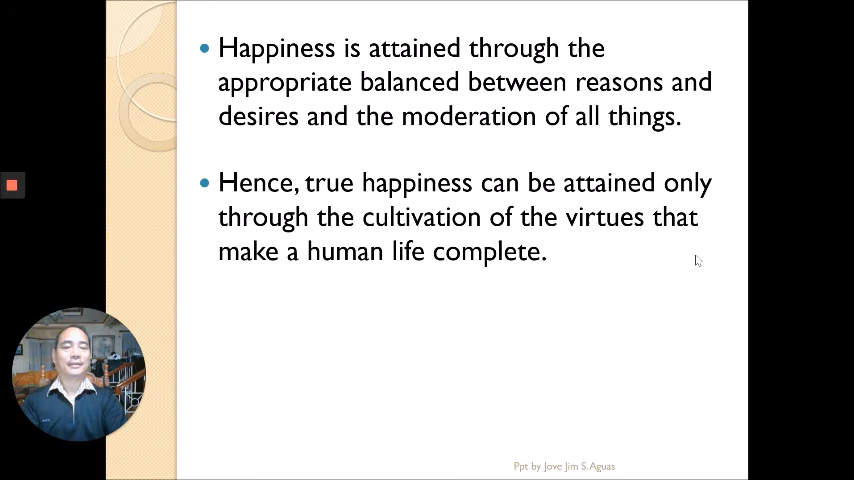 Happiness is attained through the
appropriate balanced between reasons and
desires and the moderation of all things.
Hence, true happiness can be attained only
through the cultivation of the virtues that
make a human life complete.
Ppt by Jove Jim S. Aguas